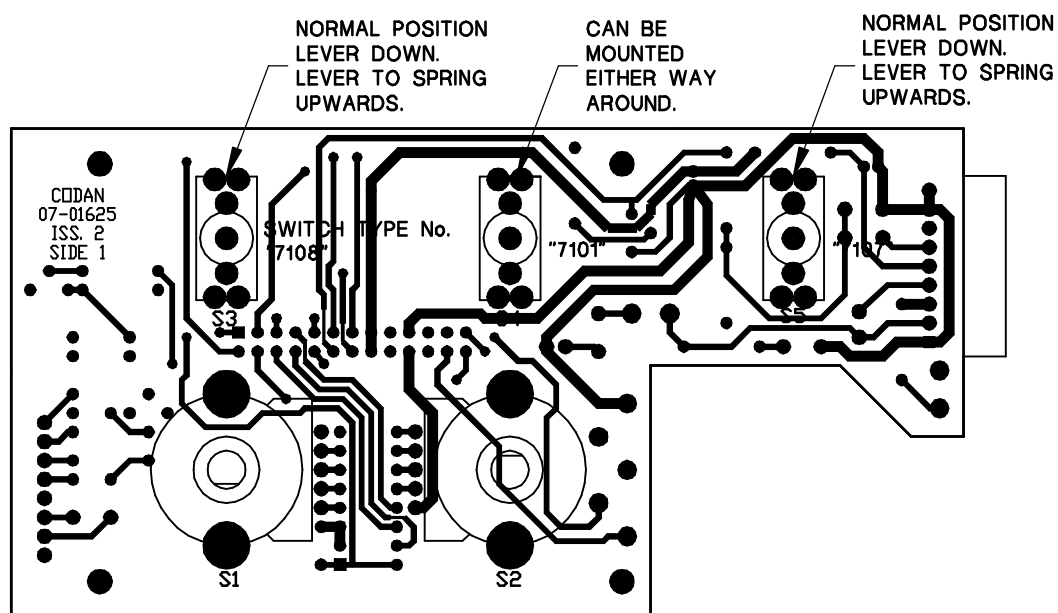 NORMAL POSITION
LEVER DOWN.
LEVER TO SPRING
UPWARDS.
CAN BE
MOUNTED
EITHER WAY
AROUND.
NORMAL POSITION
LEVER DOWN.
LEVER TO SPRING
UPWARDS.
CODAN
07-01625
ISS. 2
SIDE 1
SWITCH TYPE No.
"7108"
"7101"
"7107
S3
S5
S1
S2